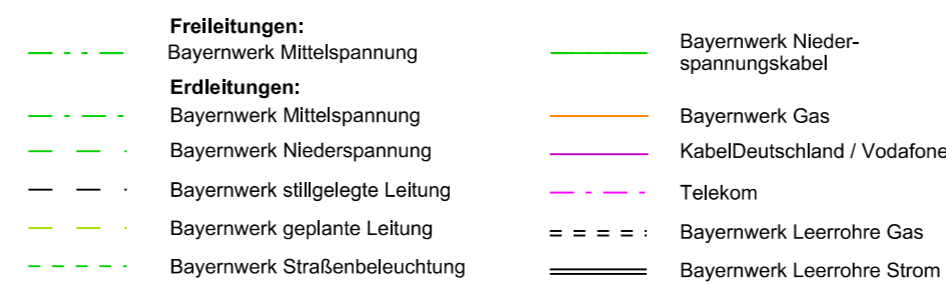 Freileitungen:
Bayernwerk Mittelspannung
Erdleitungen:
Bayernwerk Mittelspannung
Bayernwerk Niederspannung
Bayernwerk stillgelegte Leitung
Bayernwerk geplante Leitung
Bayernwerk Straßenbeleuchtung
Bayernwerk Nieder-
spannungskabel
Bayernwerk Gas
KabelDeutschland / Vodafone
Telekom
Bayernwerk Leerrohre Gas
Bayernwerk Leerrohre Strom